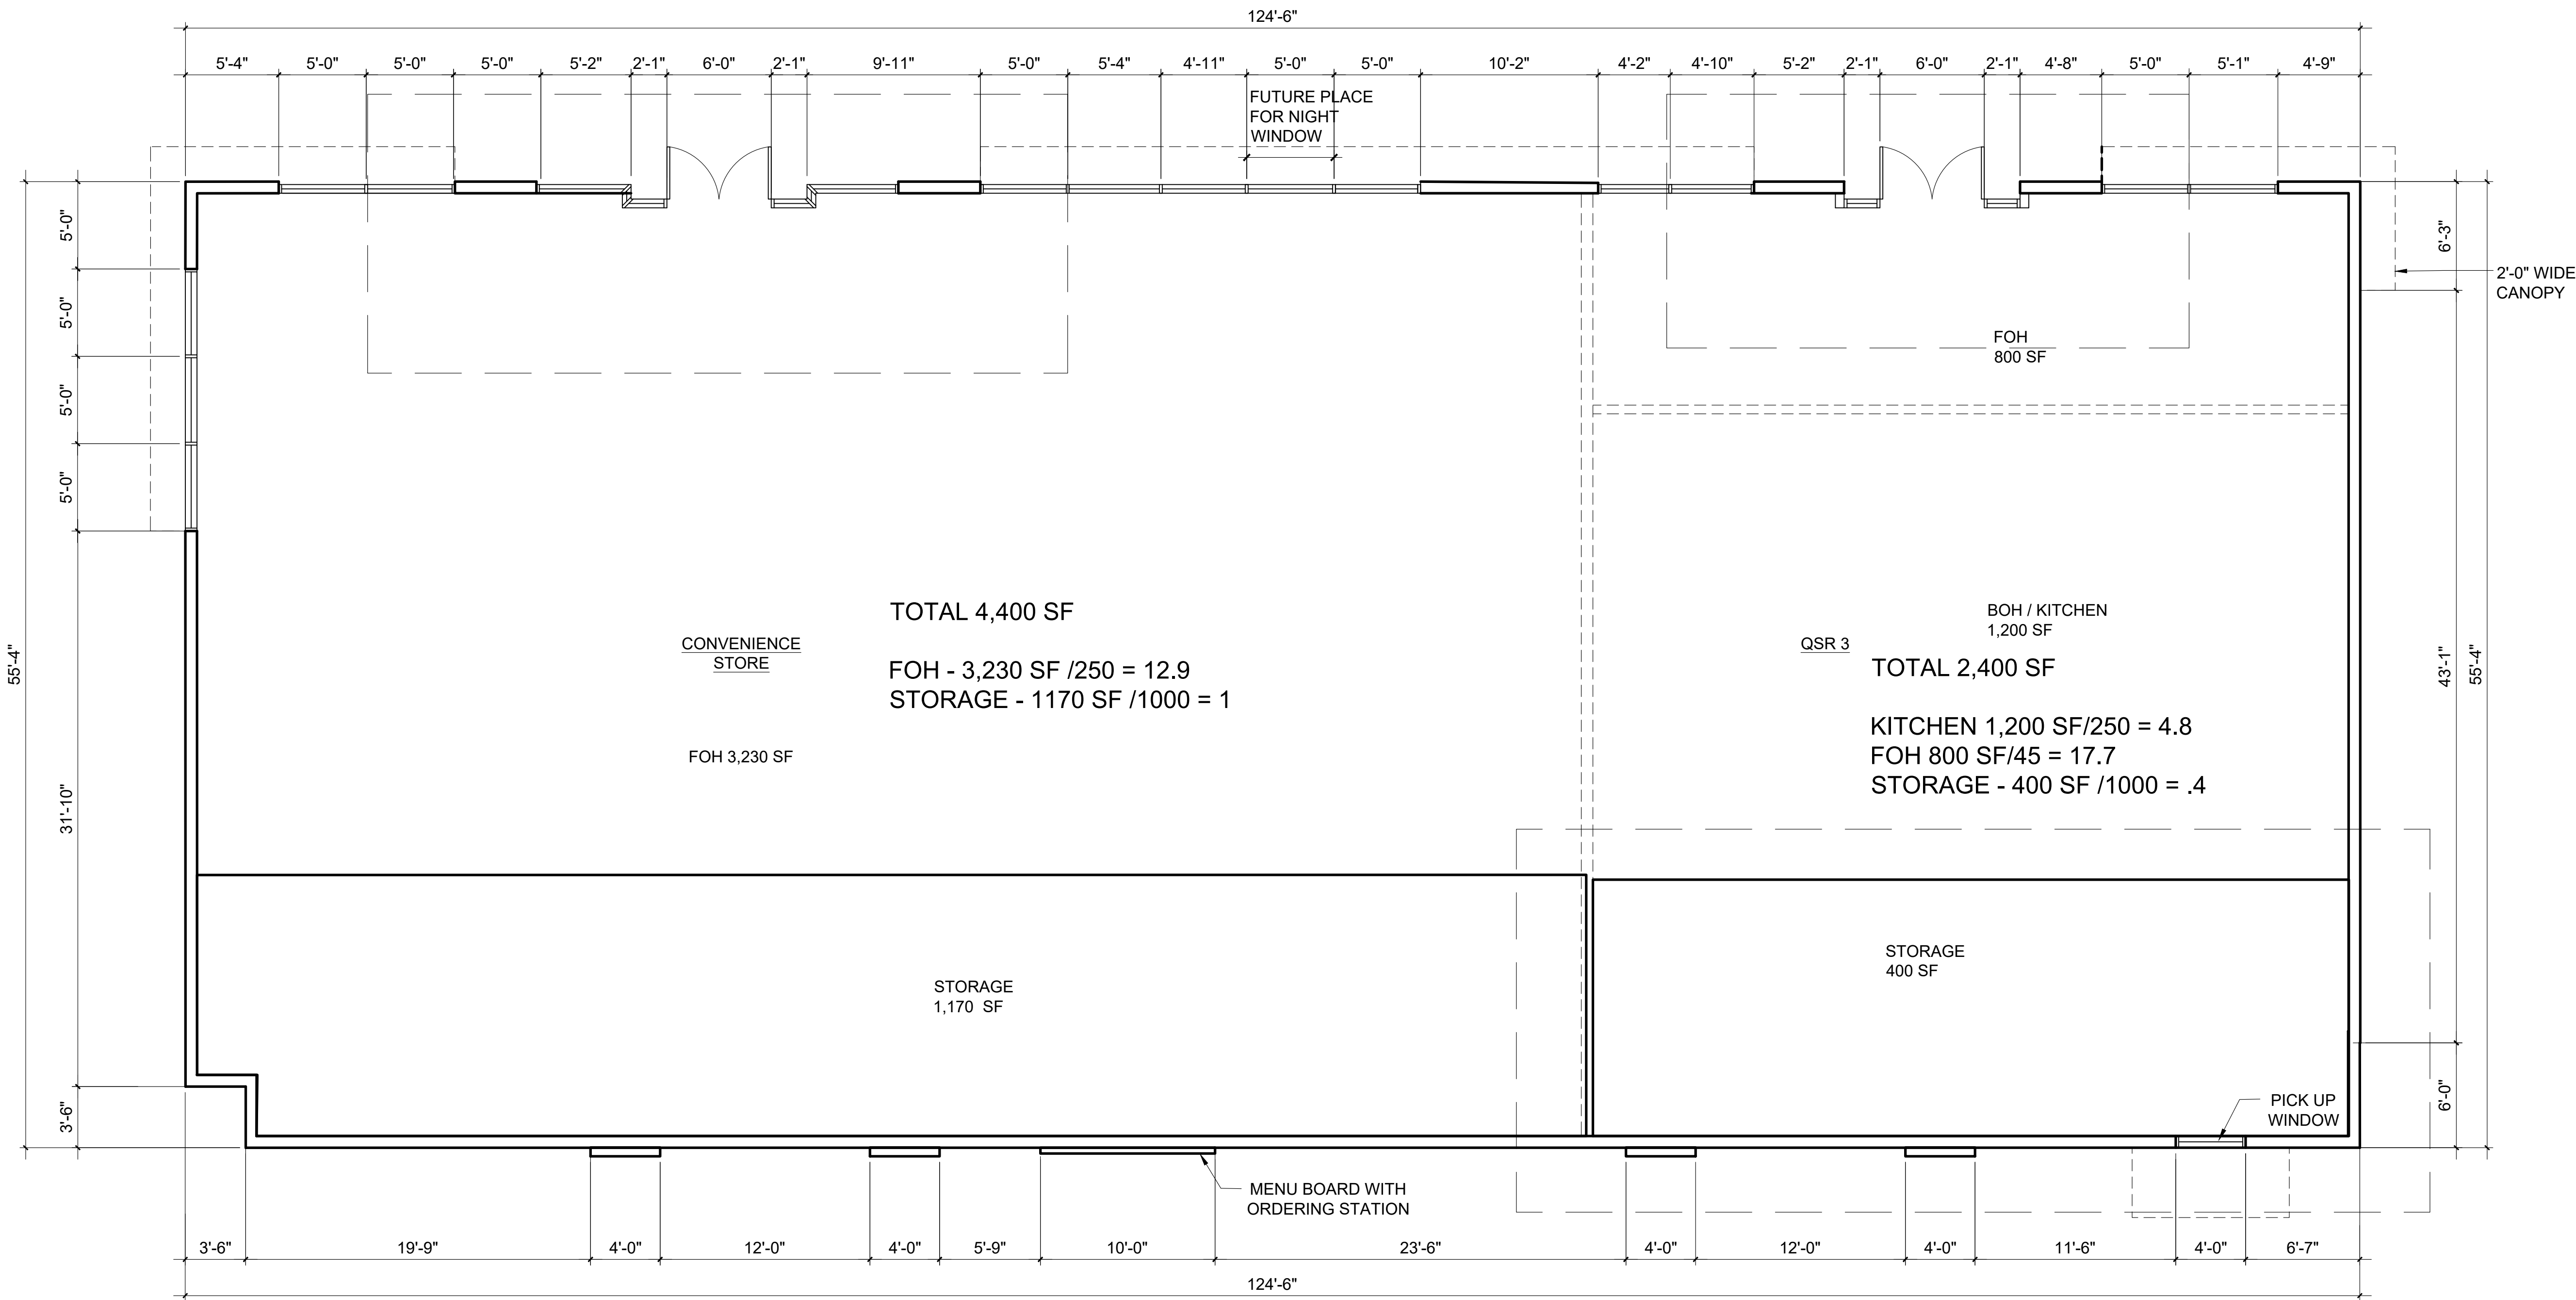 124'-6"
5'-4" 5'-0" 5'-0" 5'-0" 5'-2" 2'-1" 6'-0" 2'-1" 9'-11" 5'-0" 5'-4" 4'-11" 5'-0" 5'-0" 10'-2" 4'-2" 4'-10" 5'-2" 2'-1" 6'-0" 2'-1" 4'-8" 5'-0" 5'-1" 4'-9"
FUTURE PLACE
FOR NIGHT
WINDOW
5'-0"
5'-0"
5'-0"
5'-0"
31'-10"
3'-6"
55'-4"
6'-3"
2'-0" WIDE
CANOPY
43'-1"
55'-4"
6'-0"
FOH
800 SF
CONVENIENCE
STORE
TOTAL 4,400 SF
FOH - 3,230 SF /250 = 12.9
STORAGE - 1170 SF /1000 = 1
FOH 3,230 SF
BOH / KITCHEN
1,200 SF
QSR 3
TOTAL 2,400 SF
KITCHEN 1,200 SF/250 = 4.8
FOH 800 SF/45 = 17.7
STORAGE - 400 SF /1000 = .4
STORAGE
1,170 SF
STORAGE
400 SF
PICK UP
WINDOW
MENU BOARD WITH
ORDERING STATION
3'-6" 19'-9" 4'-0" 12'-0" 4'-0" 5'-9" 10'-0" 23'-6" 4'-0" 12'-0" 4'-0" 11'-6" 4'-0" 6'-7"
124'-6"